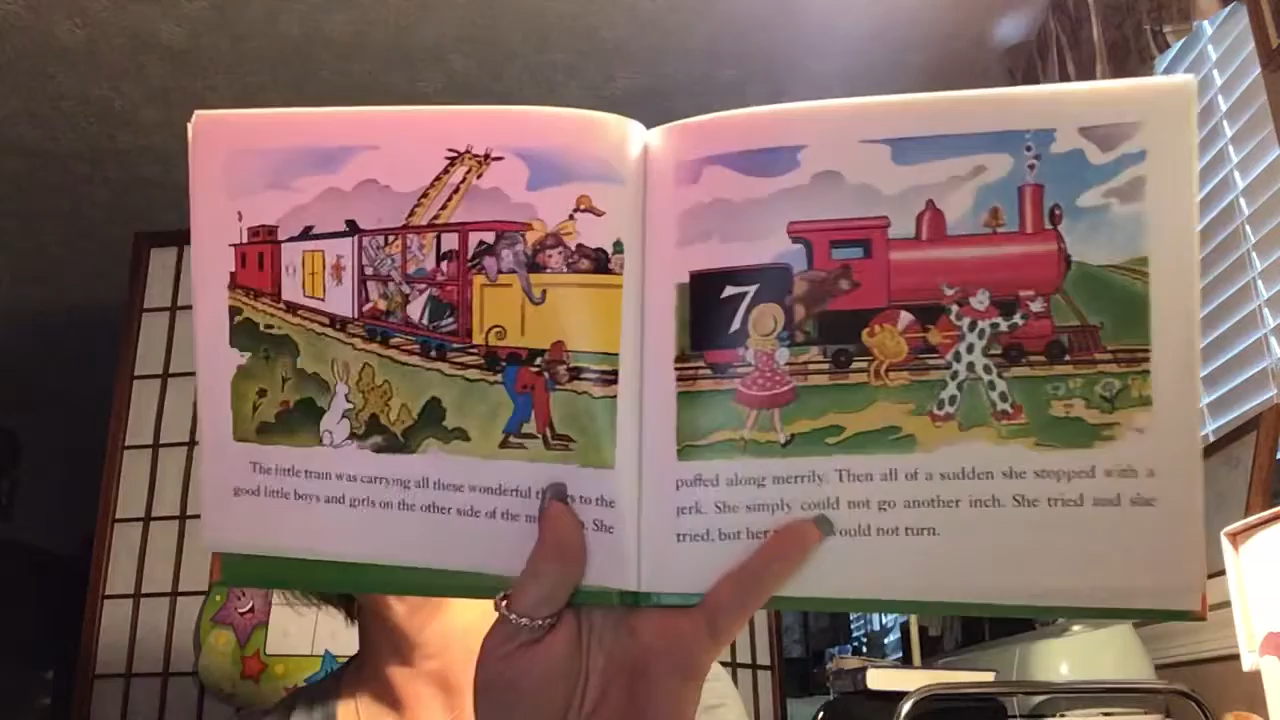 7
The little train was carrying all these wonderful to the
good little boys and girls on the other side of the She
puffed along merrily. Then all of a sudden she stopped with a
jerk. She simply could not go another inch. She tried and she
tried, but her would not turn.